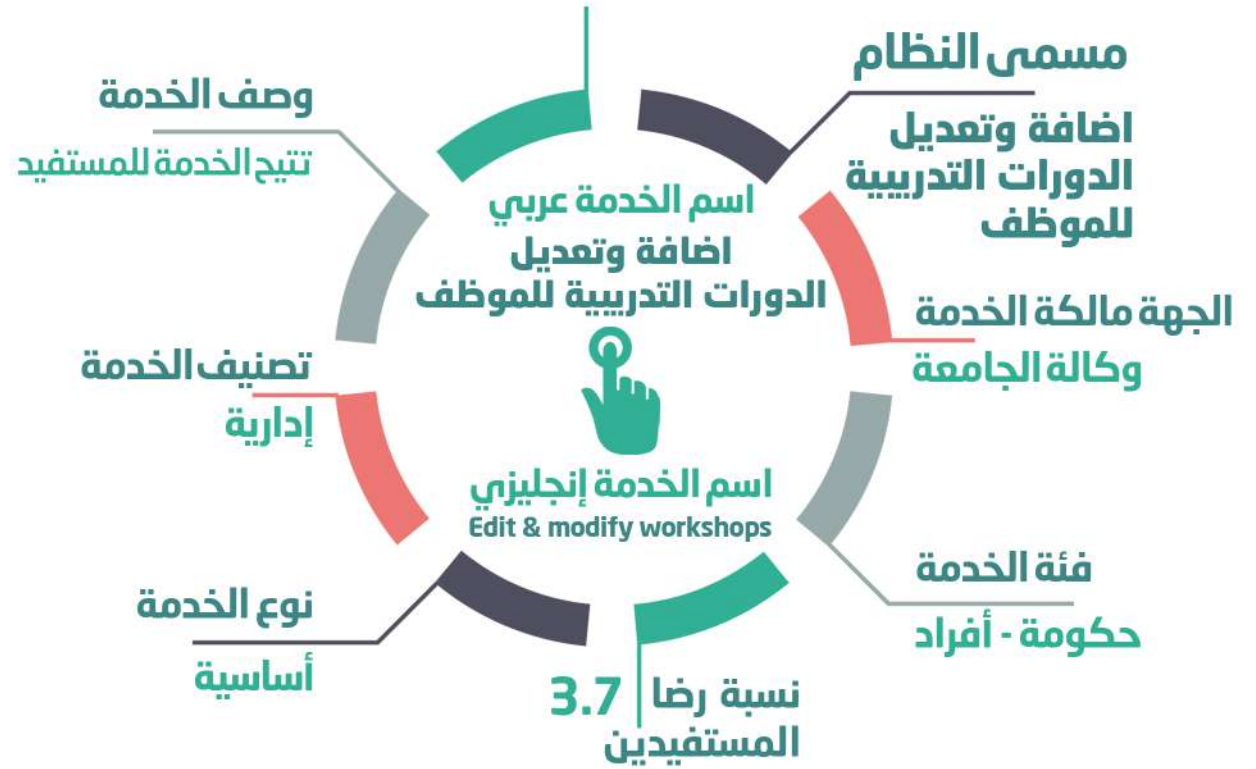 مسمى النظام
اضافة وتعديل
الدورات التدريبية
للموظف
الجهة مالكة الخدمة
وكالة الجامعة
فئة الخدمة
حكومة - أفراد
نسبة رضا
المستفيدين
3.7
نوع الخدمة
أساسية
تصنيف الخدمة
إدارية
وصف الخدمة
تتيح الخدمة للمستفيد
اسم الخدمة عربي
اضافة وتعديل
الدورات التدريبية للموظف
اسم الخدمة إنجليزي
Edit & modify workshops